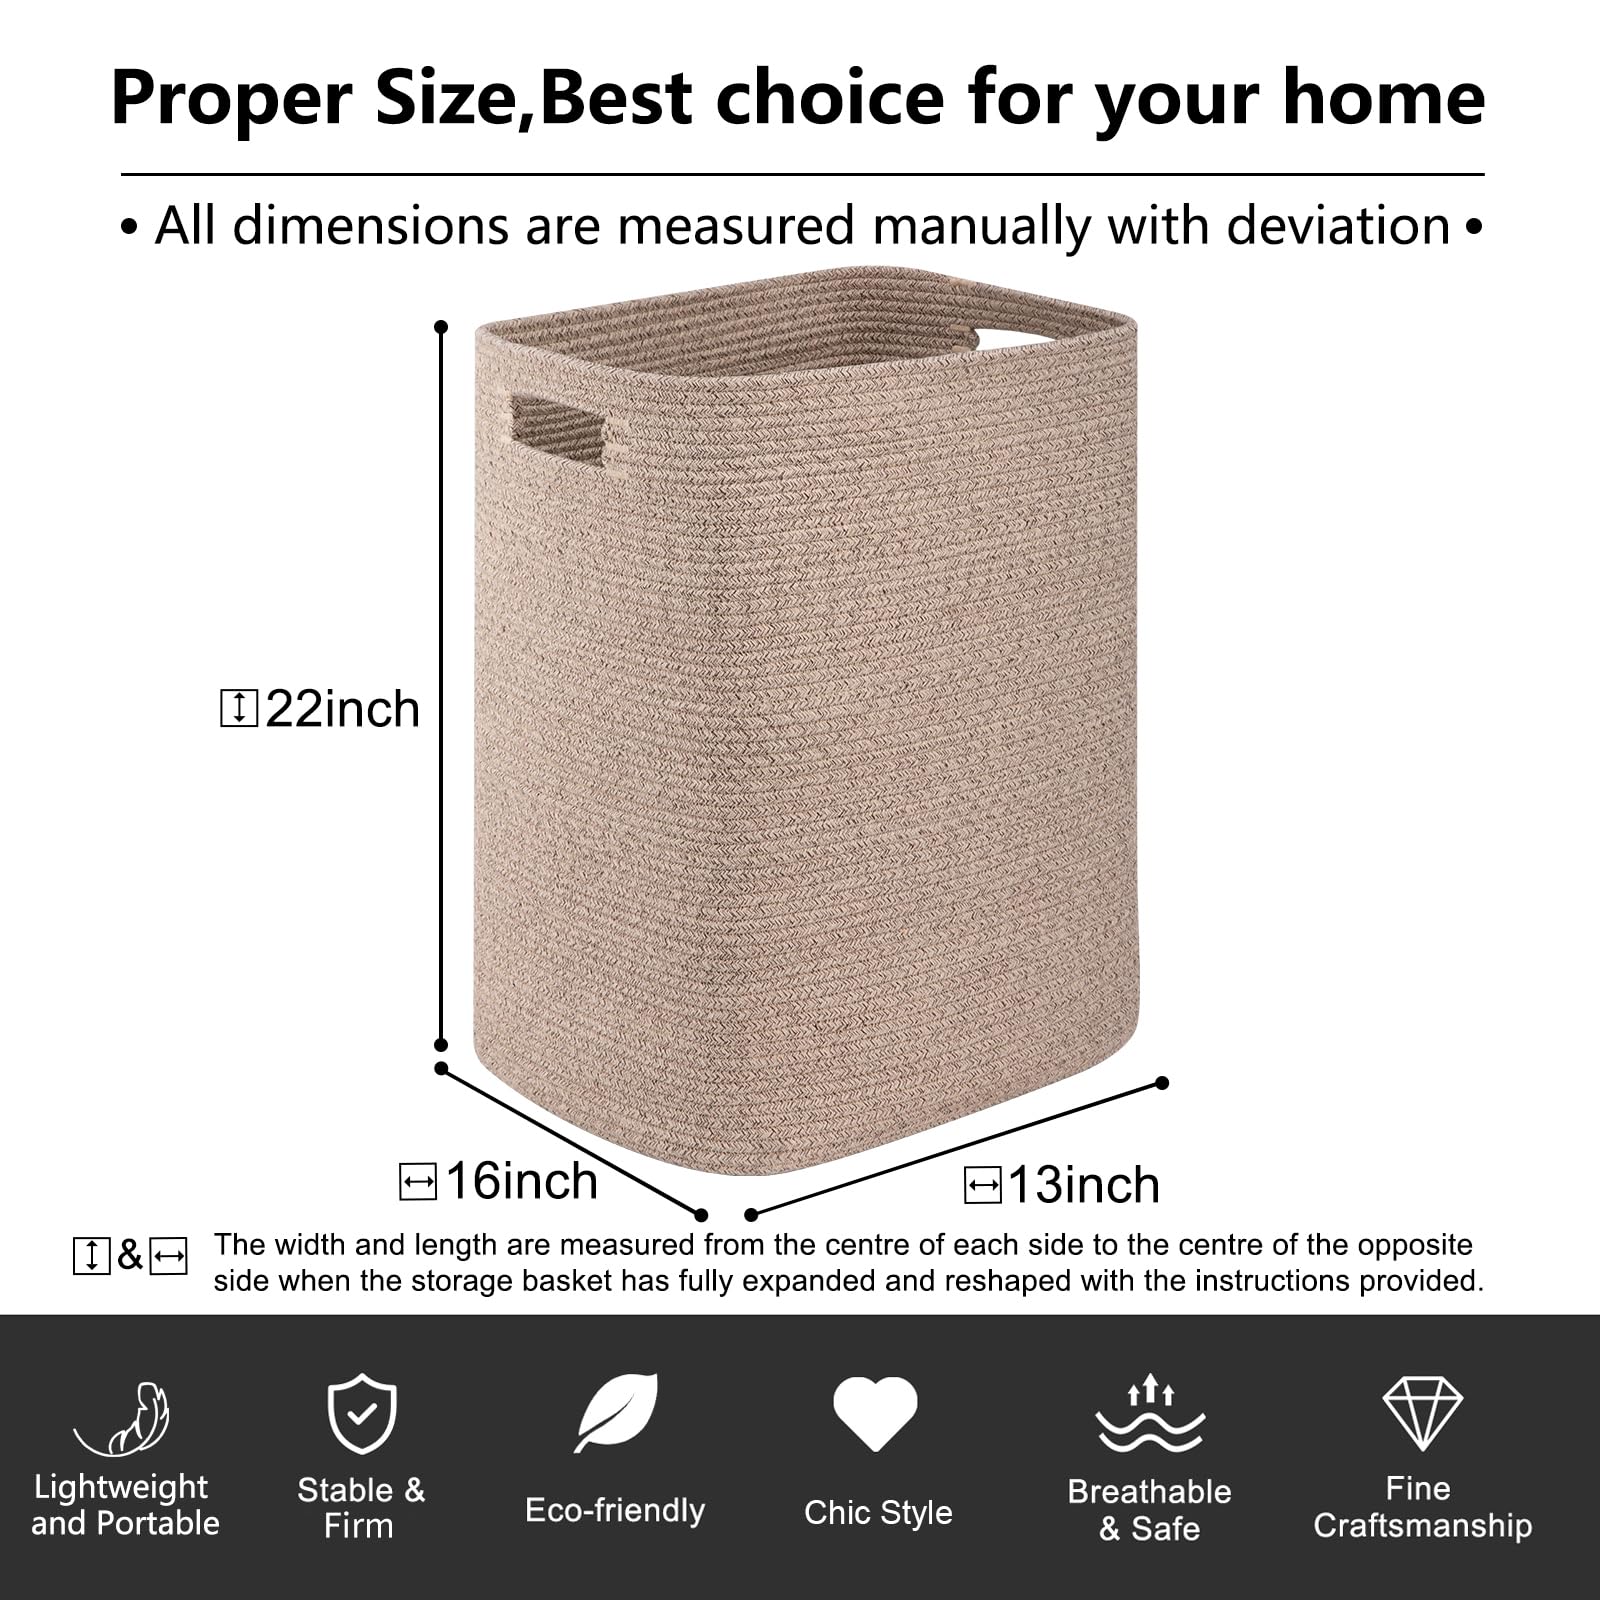 Proper Size,Best choice for your home
• All dimensions are measured manually with deviation •
22inch
16inch
13inch
& The width and length are measured from the centre of each side to the centre of the opposite
side when the storage basket has fully expanded and reshaped with the instructions provided.
Lightweight
and Portable
Stable &
Firm
Eco-friendly
Chic Style
Breathable
& Safe
Fine
Craftsmanship